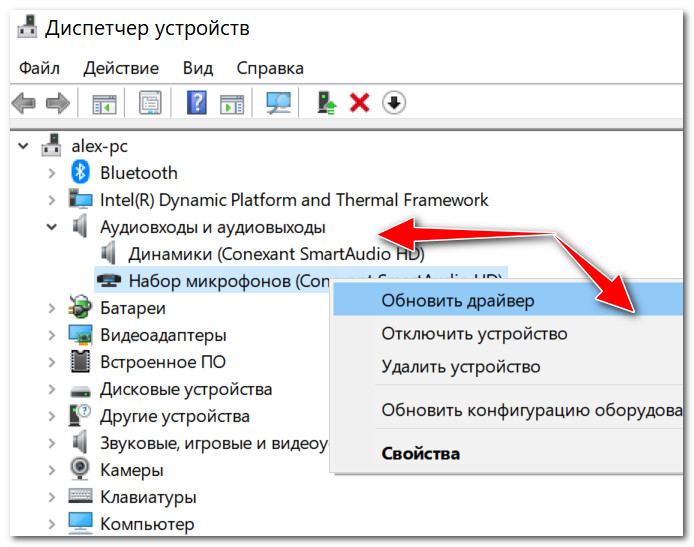 Диспетчер устройств
Файл Действие Вид Справка
alex-pc
Bluetooth
Intel(R) Dynamic Platform and Thermal Framework
Аудиовходы и аудиовыходы
Динамики (Conexant SmartAudio HD)
Набор микрофонов (Conexant SmartAudio HD)
Обновить драйвер
Отключить устройство
Удалить устройство
Обновить конфигурацию оборудова
Свойства
Батареи
Видеоадаптеры
Встроенное ПО
Дисковые устройства
Другие устройства
Звуковые, игровые и видеоу
Камеры
Клавиатуры
Компьютер